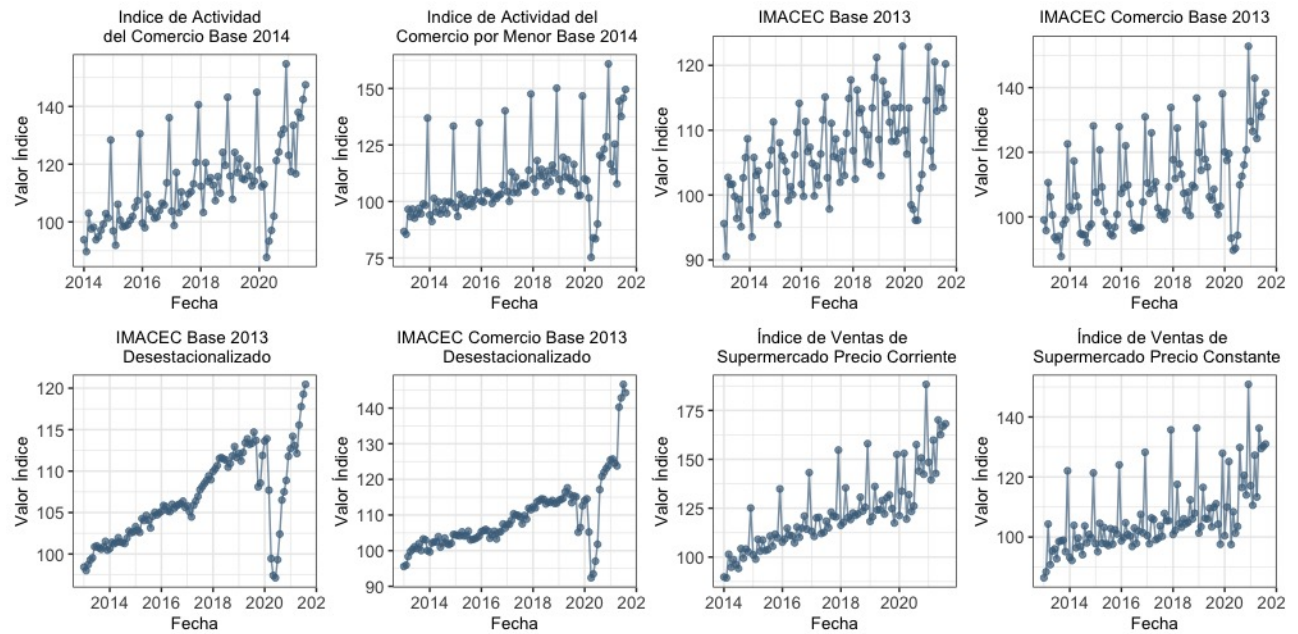 Indice de Actividad
del Comercio Base 2014
Valor Índice
140
120
100
2014 2016 2018 2020
Fecha
Indice de Actividad del
Comercio por Menor Base 2014
Valor Índice
150
125
100
75
2014 2016 2018 2020
Fecha
IMACEC Base 2013
Valor Índice
120
110
100
90
2014 2016 2018 2020 202
Fecha
IMACEC Comercio Base 2013
Valor Índice
140
120
100
2014 2016 2018 2020 202
Fecha
IMACEC Base 2013
Desestacionalizado
Valor Índice
120
115
110
105
100
2014 2016 2018 2020 202
Fecha
IMACEC Comercio Base 2013
Desestacionalizado
Valor Índice
140
130
120
110
100
90
2014 2016 2018 2020 202
Fecha
Índice de Ventas de
Supermercado Precio Corriente
Valor Índice
175
150
125
100
2014 2016 2018 2020
Fecha
Índice de Ventas de
Supermercado Precio Constante
Valor Índice
140
120
100
2014 2016 2018 2020 202
Fecha